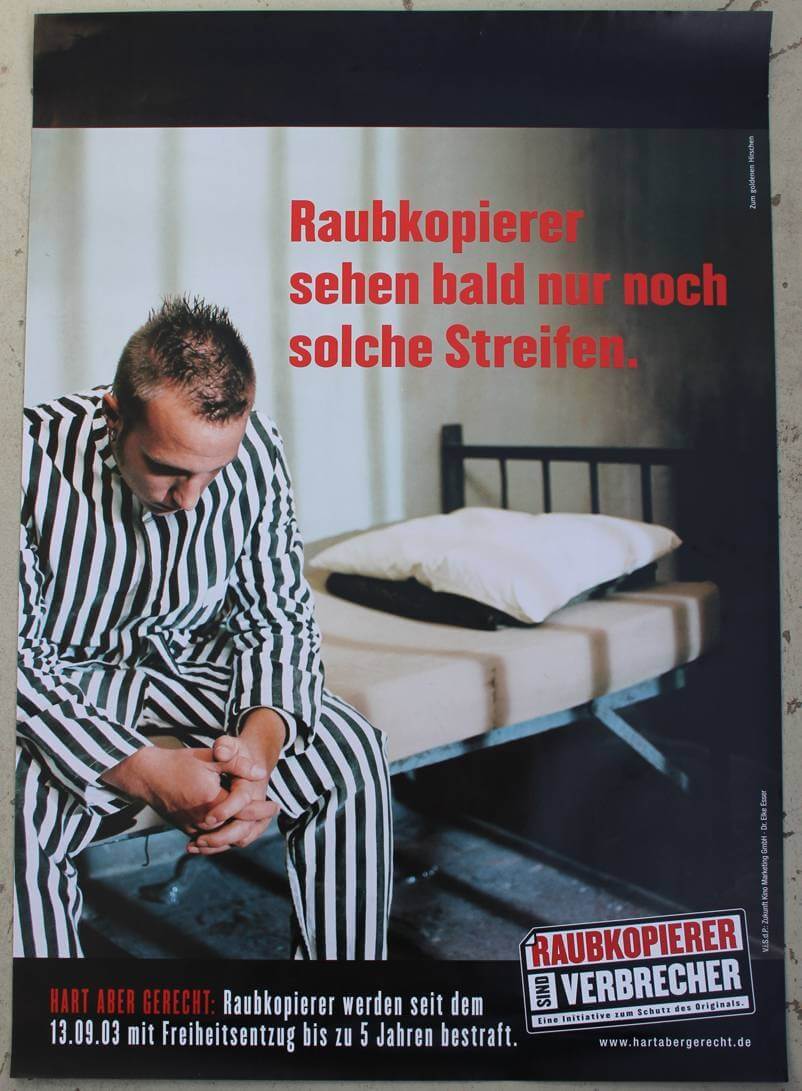 Zum goldenen Hirschen
Raubkopierer
sehen bald nur noch
solche Streifen.
V.i.S.d.P.: Zukunft Kino Marketing GmbH · Dr. Elke Esser
RAUBKOPIERER
SIND VERBRECHER
Eine Initiative zum Schutz des Originals.
HART ABER GERECHT: Raubkopierer werden seit dem
13.09.03 mit Freiheitsentzug bis zu 5 Jahren bestraft.
www.hartabergerecht.de